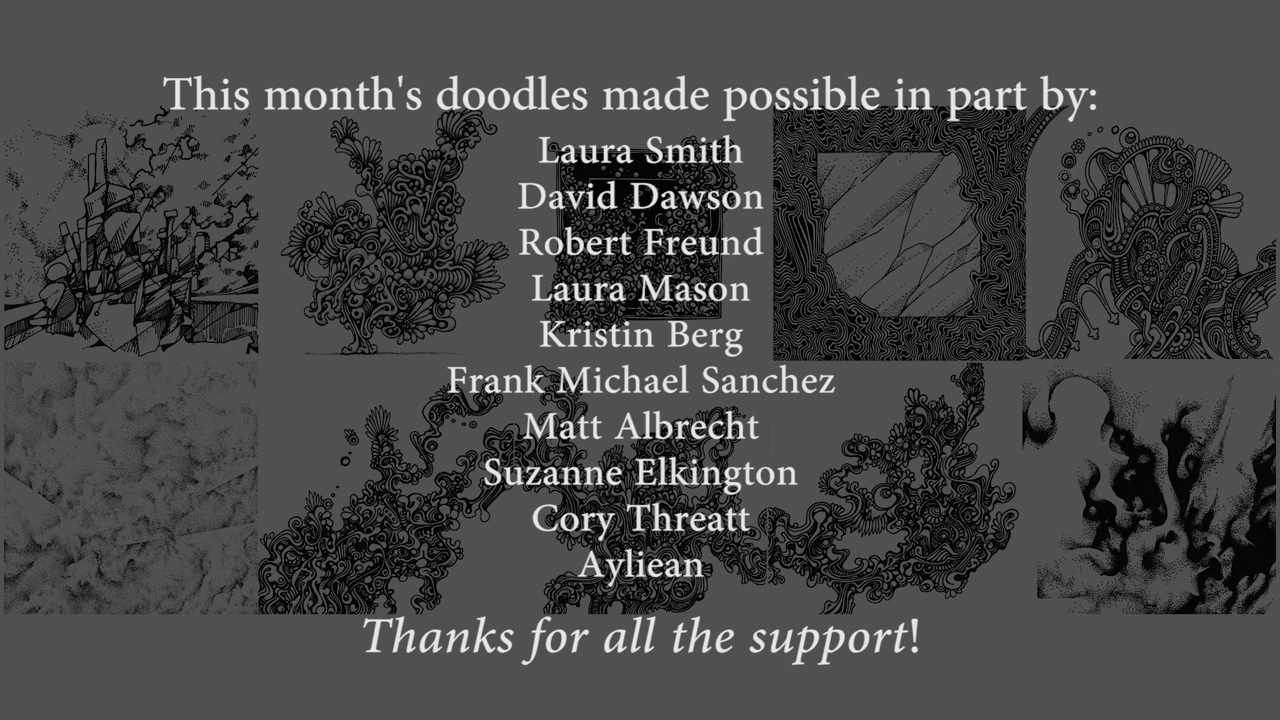 This month's doodles made possible in part by:
Laura Smith
David Dawson
Robert Freund
Laura Mason
Kristin Berg
Frank Michael Sanchez
Matt Albrecht
Suzanne Elkington
Cory Threatt
Ayliean
Thanks for all the support!